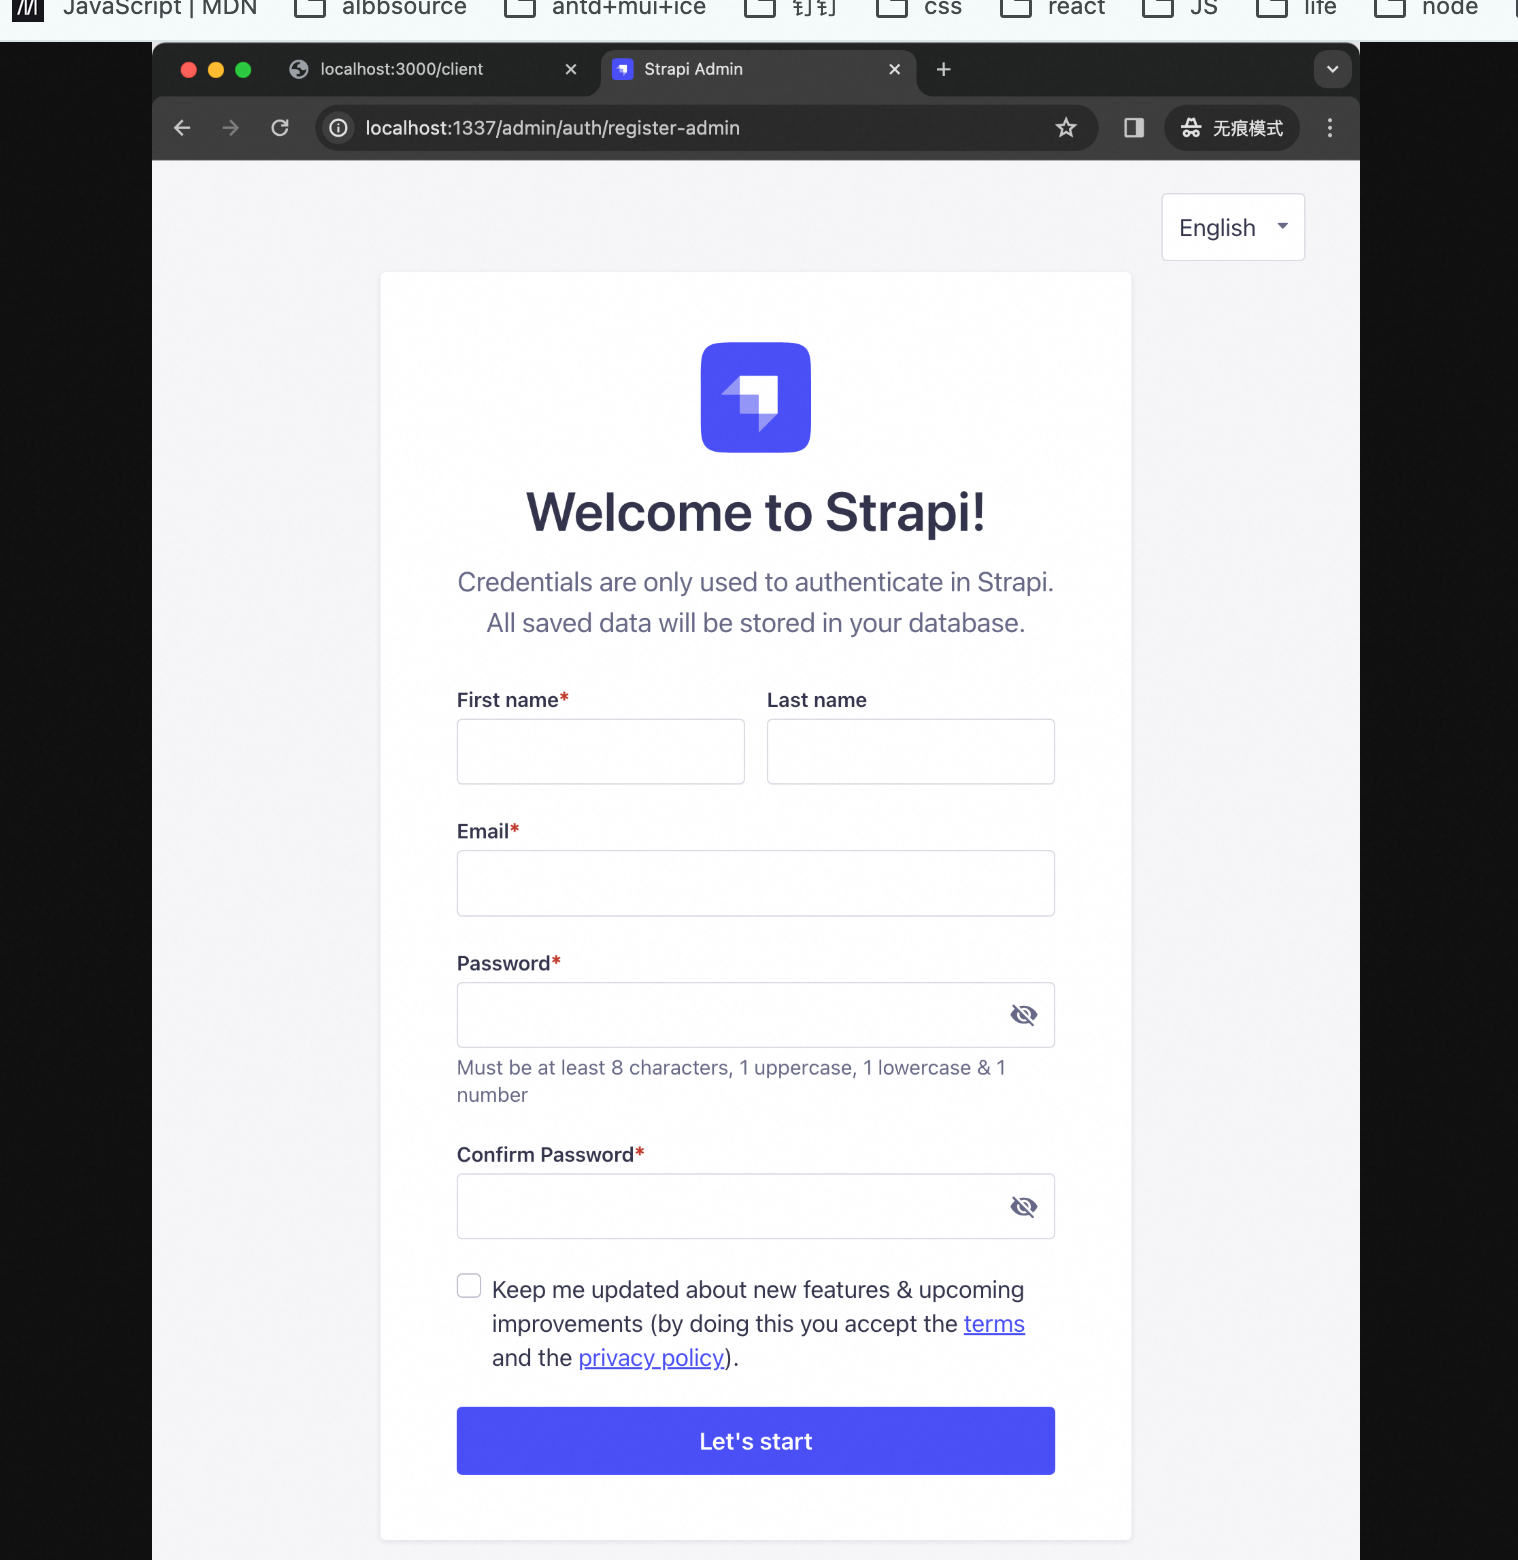 JavaScript | MDN albbsource antd+mui+ice 钉钉 css react JS life node
localhost:3000/client Strapi Admin
localhost:1337/admin/auth/register-admin 无痕模式
English
Welcome to Strapi!
Credentials are only used to authenticate in Strapi.
All saved data will be stored in your database.
First name* Last name
Email*
Password*
Must be at least 8 characters, 1 uppercase, 1 lowercase & 1
number
Confirm Password*
Keep me updated about new features & upcoming
improvements (by doing this you accept the terms
and the privacy policy).
Let's start